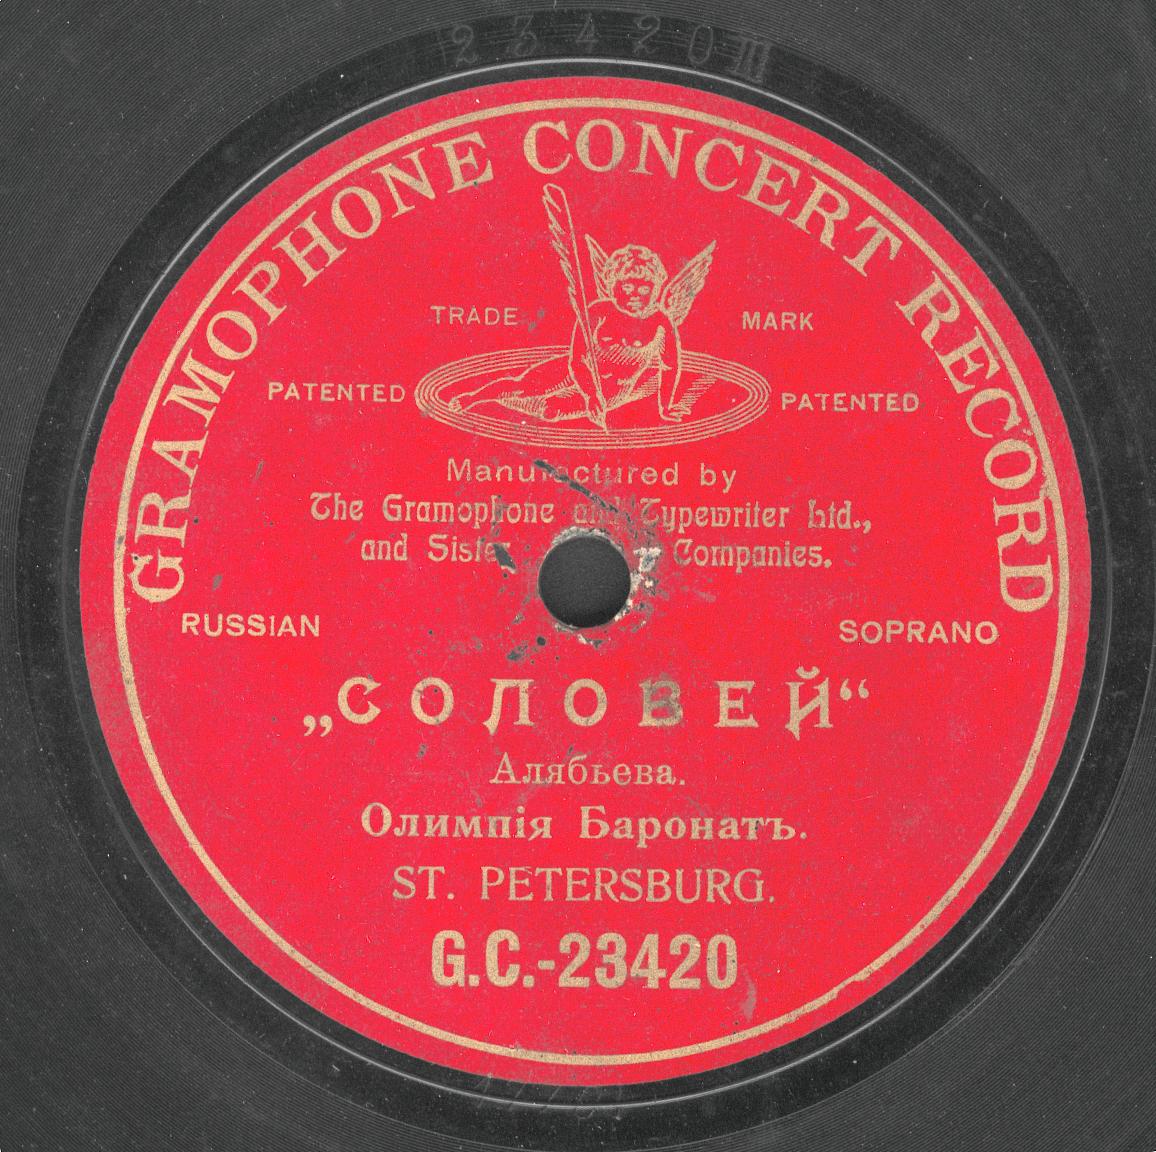 23420 III
GRAMOPHONE CONCERT RECORD
TRADE MARK
PATENTED PATENTED
Manufactured by
The Gramophone and Typewriter Ltd.,
and Sister Companies.
RUSSIAN SOPRANO
„СОЛОВЕЙ“
Алябьева.
Олимпія Баронатъ.
ST. PETERSBURG.
G.C.-23420